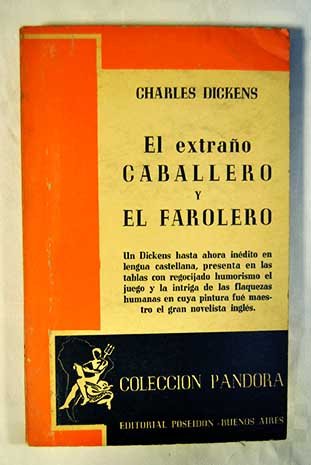 CHARLES DICKENS
El extraño
CABALLERO
Y
EL FAROLERO
Un Dickens hasta ahora inédito en
lengua castellana, presenta en las
tablas con regocijado humorismo el
juego y la intriga de las flaquezas
humanas en cuya pintura fué maes-
tro el gran novelista inglés.
COLECCION PANDORA
EDITORIAL POSEIDON - BUENOS AIRES